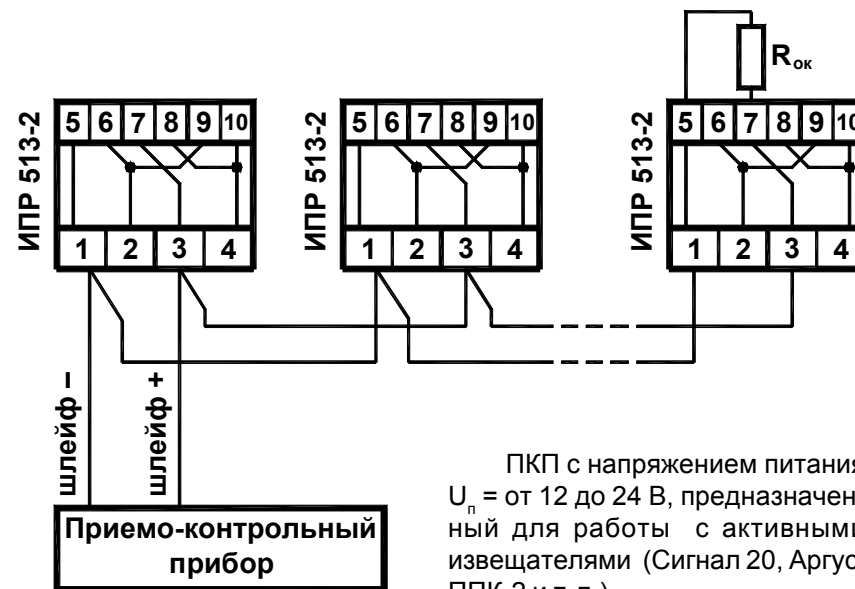 R ок
ИПР 513-2
5 6 7 8 9 10
1 2 3 4
ИПР 513-2
5 6 7 8 9 10
1 2 3 4
ИПР 513-2
5 6 7 8 9 10
1 2 3 4
шлейф –
шлейф +
Приемо-контрольный
прибор
ПКП с напряжением питания
Uп = от 12 до 24 В, предназначен-
ный для работы с активными
извещателями (Сигнал 20, Аргус,